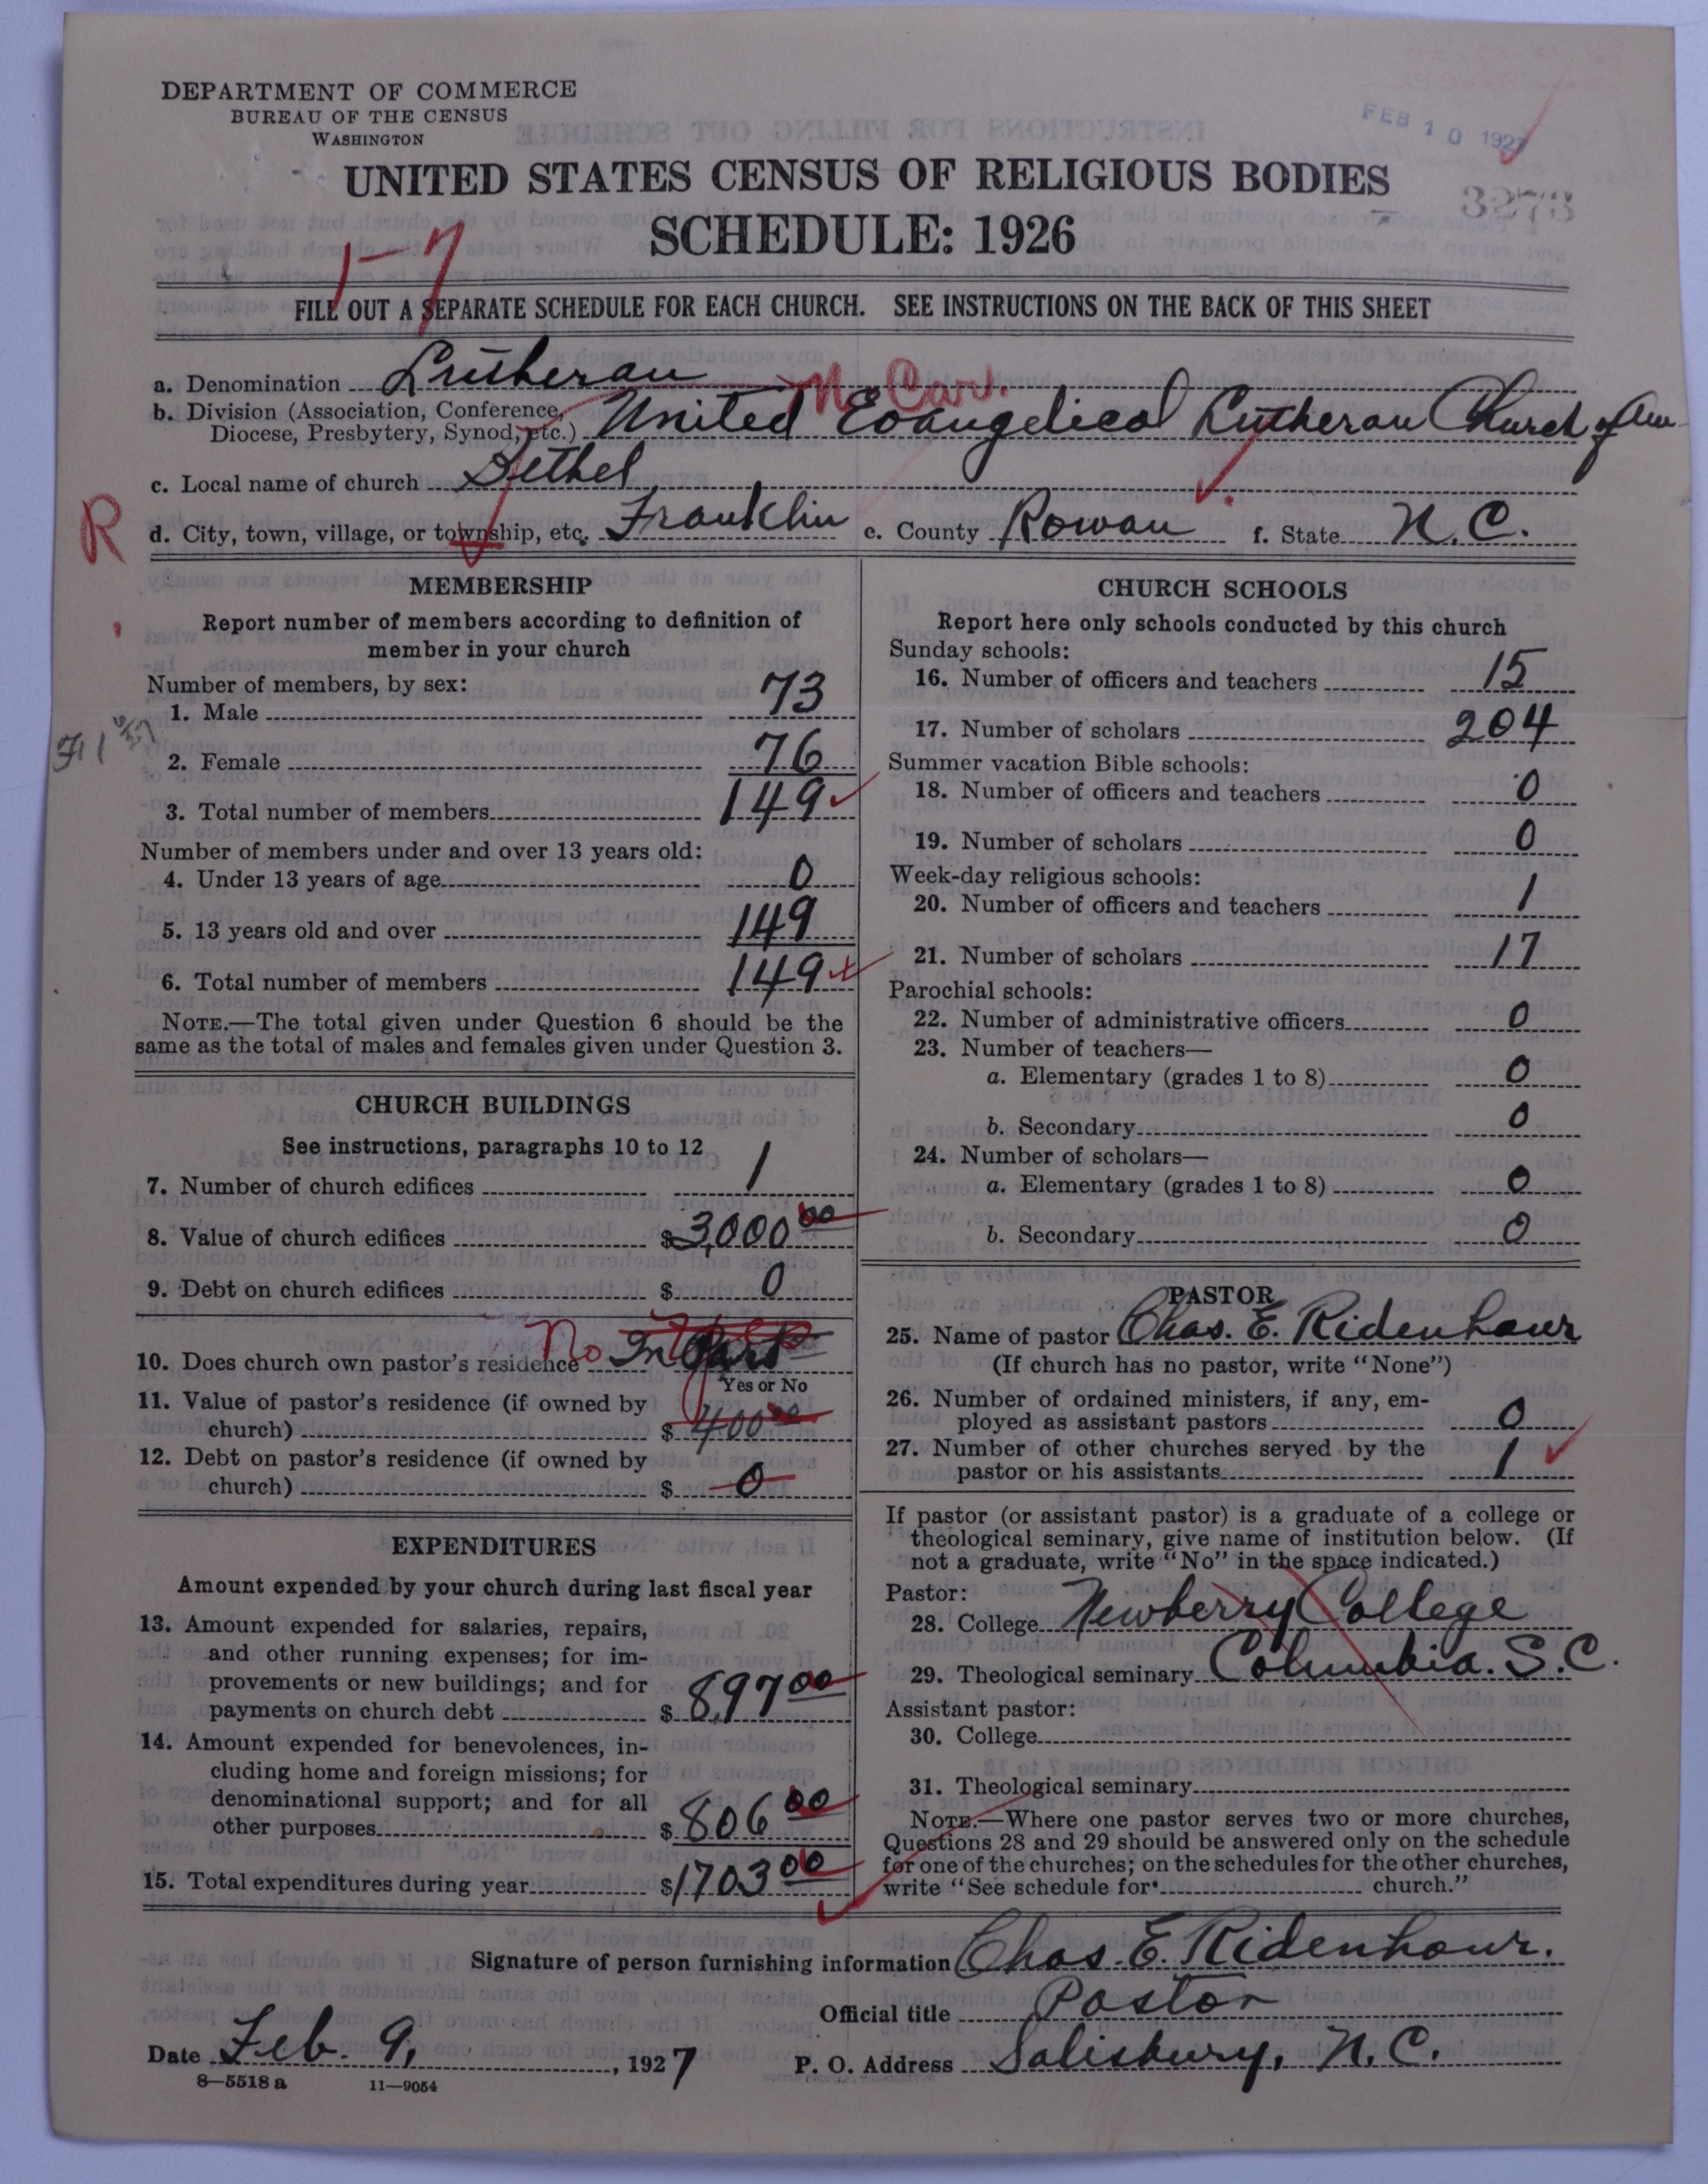 DEPARTMENT OF COMMERCE
BUREAU OF THE CENSUS
WASHINGTON
FEB 10 1927
UNITED STATES CENSUS OF RELIGIOUS BODIES
3273
SCHEDULE: 1926
1-7
FILL OUT A SEPARATE SCHEDULE FOR EACH CHURCH. SEE INSTRUCTIONS ON THE BACK OF THIS SHEET
a. Denomination Lutheran
N. Car.
b. Division (Association, Conference, Diocese, Presbytery, Synod, etc.) United Evangelical Lutheran Church of Am
c. Local name of church Bethel
R
d. City, town, village, or township, etc. Franklin e. County Rowan f. State N.C.
MEMBERSHIP
Report number of members according to definition of
member in your church
Number of members, by sex:
1. Male 73
2. Female 76
3. Total number of members 149
Number of members under and over 13 years old:
4. Under 13 years of age 0
5. 13 years old and over 149
6. Total number of members 149
NOTE.—The total given under Question 6 should be the
same as the total of males and females given under Question 3.
CHURCH BUILDINGS
See instructions, paragraphs 10 to 12
7. Number of church edifices 1
8. Value of church edifices $3,000 00
9. Debt on church edifices $ 0
10. Does church own pastor's residence No In Part
Yes or No
11. Value of pastor's residence (if owned by
church) $ 400 00
12. Debt on pastor's residence (if owned by
church) $ 0
EXPENDITURES
Amount expended by your church during last fiscal year
13. Amount expended for salaries, repairs,
and other running expenses; for im-
provements or new buildings; and for
payments on church debt $ 897 00
14. Amount expended for benevolences, in-
cluding home and foreign missions; for
denominational support; and for all
other purposes $ 806 00
15. Total expenditures during year $1703 00
CHURCH SCHOOLS
Report here only schools conducted by this church
Sunday schools:
16. Number of officers and teachers 15
17. Number of scholars 204
Summer vacation Bible schools:
18. Number of officers and teachers 0
19. Number of scholars 0
Week-day religious schools:
20. Number of officers and teachers 1
21. Number of scholars 17
Parochial schools:
22. Number of administrative officers 0
23. Number of teachers—
a. Elementary (grades 1 to 8) 0
b. Secondary 0
24. Number of scholars—
a. Elementary (grades 1 to 8) 0
b. Secondary 0
PASTOR
25. Name of pastor Chas. E. Ridenhour
(If church has no pastor, write "None")
26. Number of ordained ministers, if any, em-
ployed as assistant pastors 0
27. Number of other churches served by the
pastor or his assistants 1
If pastor (or assistant pastor) is a graduate of a college or
theological seminary, give name of institution below. (If
not a graduate, write "No" in the space indicated.)
Pastor:
28. College Newberry College
29. Theological seminary Columbia. S.C.
Assistant pastor:
30. College
31. Theological seminary
NOTE.—Where one pastor serves two or more churches,
Questions 28 and 29 should be answered only on the schedule
for one of the churches; on the schedules for the other churches,
write "See schedule for church."
Signature of person furnishing information Chas. E. Ridenhour.
Official title Pastor
Date Feb. 9, 1927 P. O. Address Salisbury, N.C.
8—5518 a 11—9054